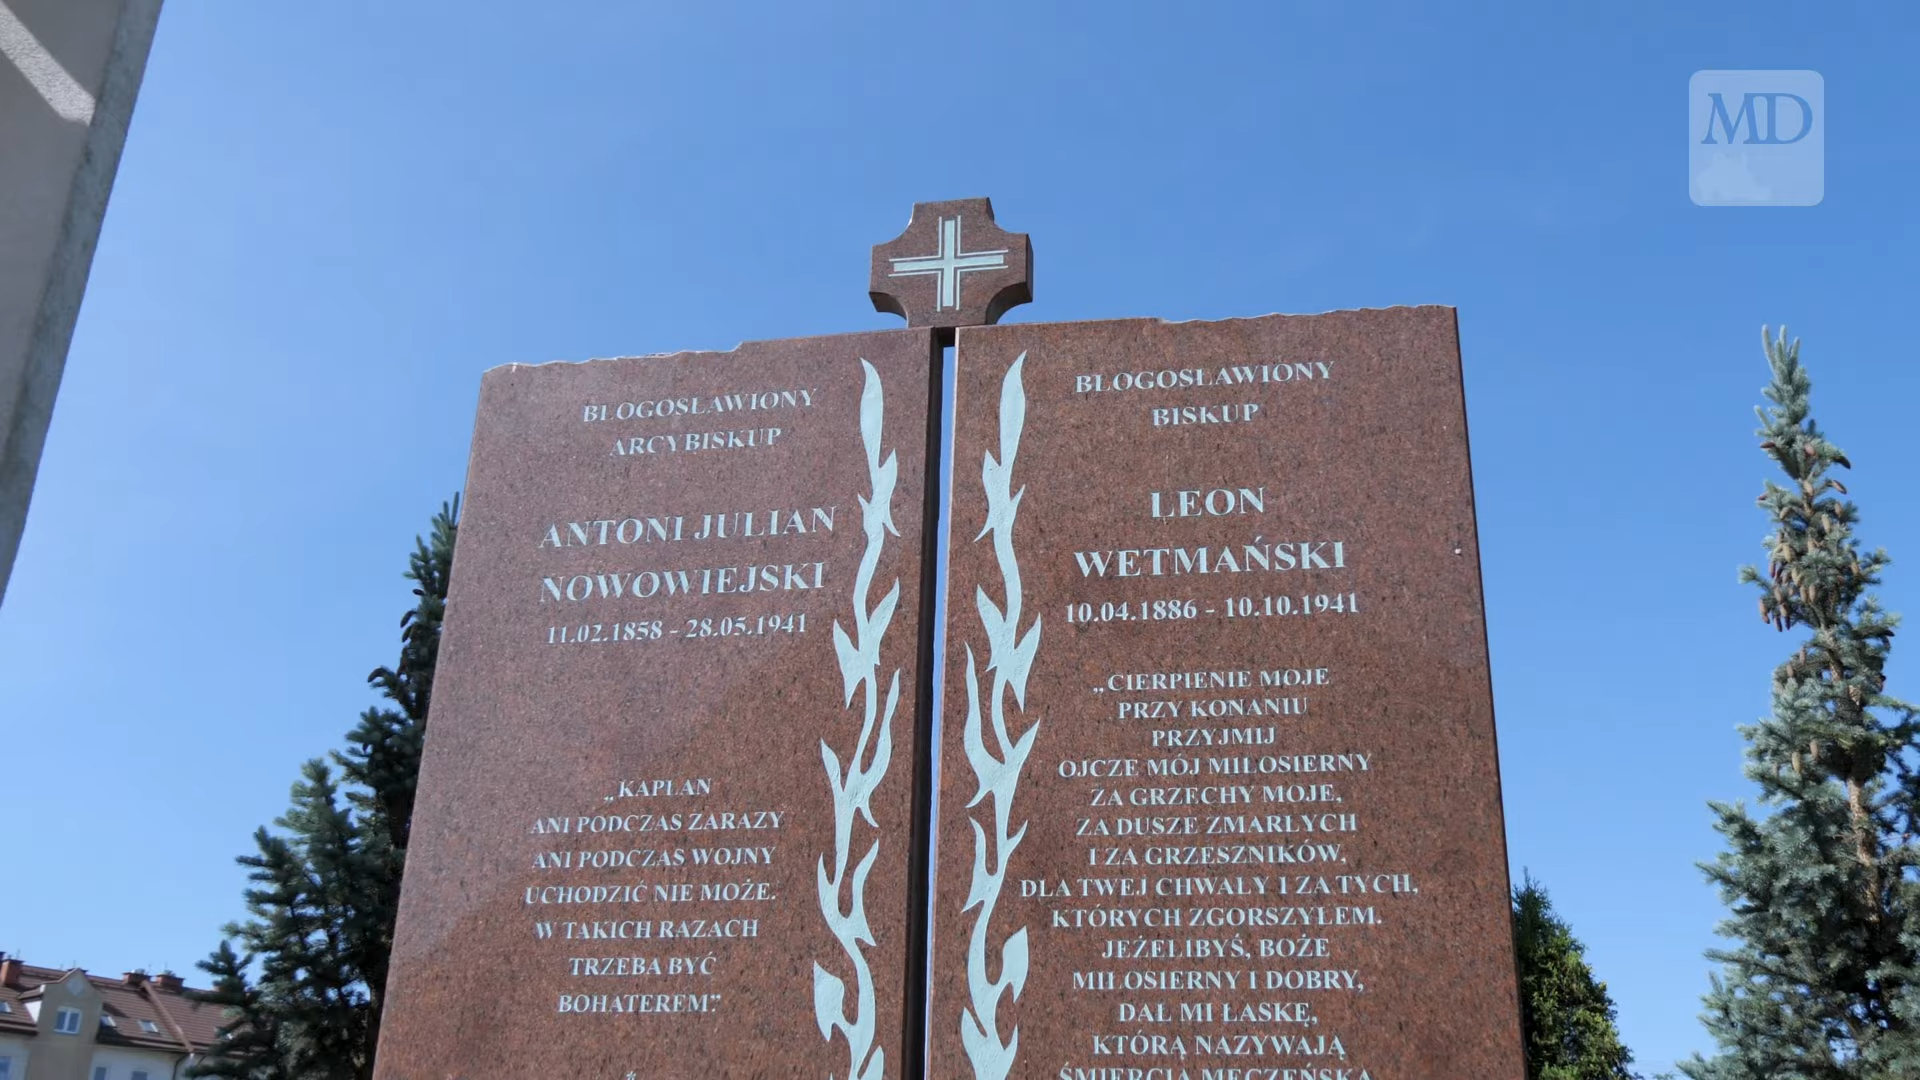 MD
BŁOGOSŁAWIONY
ARCYBISKUP
ANTONI JULIAN
NOWOWIEJSKI
11.02.1858 - 28.05.1941
„KAPŁAN
ANI PODCZAS ZARAZY
ANI PODCZAS WOJNY
UCHODZIĆ NIE MOŻE.
W TAKICH RAZACH
TRZEBA BYĆ
BOHATEREM”.
BŁOGOSŁAWIONY
BISKUP
LEON
WETMAŃSKI
10.04.1886 - 10.10.1941
„CIERPIENIE MOJE
PRZY KONANIU
PRZYJMIJ
OJCZE MÓJ MIŁOSIERNY
ZA GRZECHY MOJE,
ZA DUSZE ZMARŁYCH
I ZA GRZESZNIKÓW,
DLA TWEJ CHWAŁY I ZA TYCH,
KTÓRYCH ZGORSZYŁEM.
JEŻELIBYŚ, BOŻE
MIŁOSIERNY I DOBRY,
DAŁ MI ŁASKĘ,
KTÓRĄ NAZYWAJĄ
ŚMIERCIĄ MĘCZEŃSKĄ